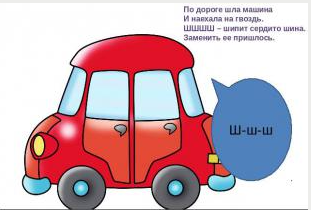 По дороге шла машина
И наехала на гвоздь.
ШШШШ – шипит сердито шина.
Заменить ее пришлось.
Ш-ш-ш